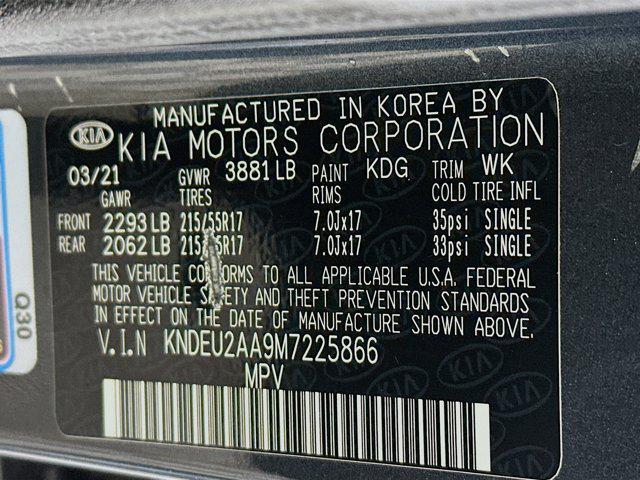 MANUFACTURED IN KOREA BY
KIA KIA MOTORS CORPORATION
03/21 GVWR 3881 LB PAINT KDG TRIM WK
GAWR TIRES RIMS COLD TIRE INFL
FRONT 2293 LB 215/55R17 7.0Jx17 35psi SINGLE
REAR 2062 LB 215/55R17 7.0Jx17 33psi SINGLE
THIS VEHICLE CONFORMS TO ALL APPLICABLE U.S.A. FEDERAL
MOTOR VEHICLE SAFETY AND THEFT PREVENTION STANDARDS
IN EFFECT ON THE DATE OF MANUFACTURE SHOWN ABOVE.
V.I.N KNDEU2AA9M7225866
MPV
Q30